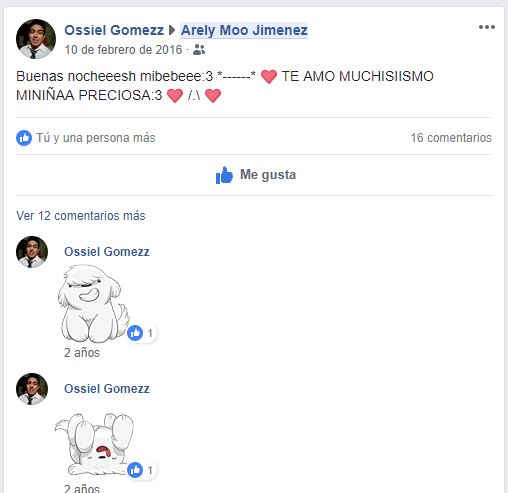 Ossiel Gomezz ▸ Arely Moo Jimenez
10 de febrero de 2016 ·
Buenas nocheeesh mibebeee:3 *------* ❤ TE AMO MUCHISIISMO
MINIÑAA PRECIOSA:3 ❤ /.\ ❤
Tú y una persona más 16 comentarios
Me gusta
Ver 12 comentarios más
Ossiel Gomezz
1
2 años
Ossiel Gomezz
1
2 años